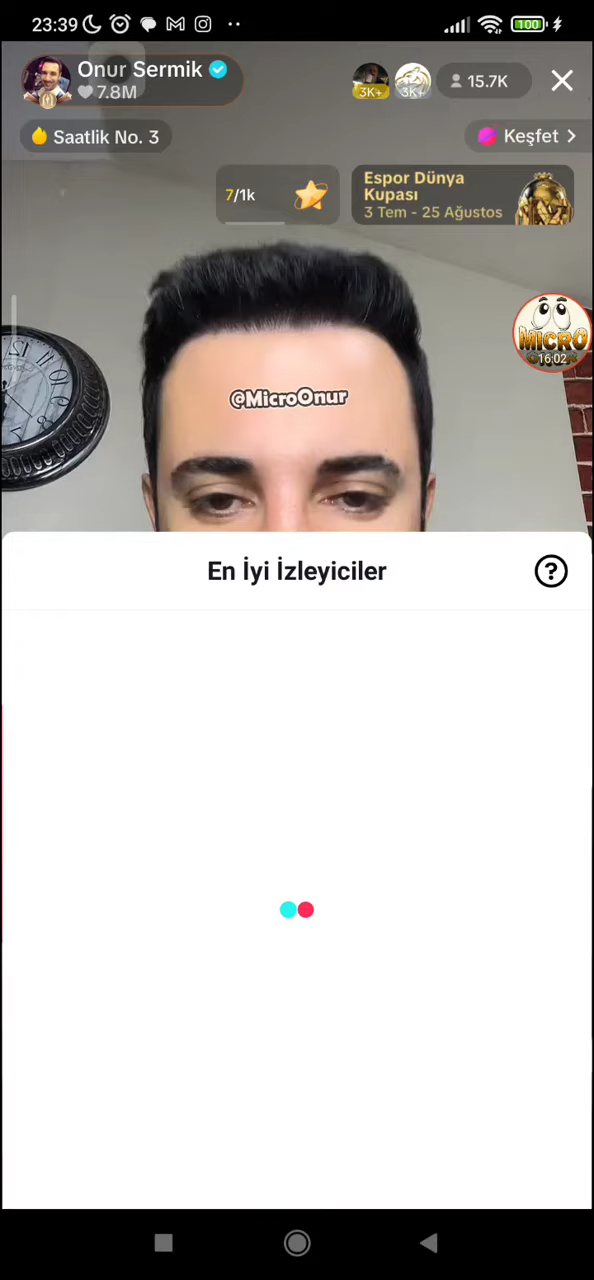 23:39
100
Onur Sermik
7.8M
3K+
3K+
15.7K
Saatlik No. 3
Keşfet
7/1k
Espor Dünya
Kupası
3 Tem - 25 Ağustos
MICRO
16:02
@MicroOnur
En İyi İzleyiciler
?